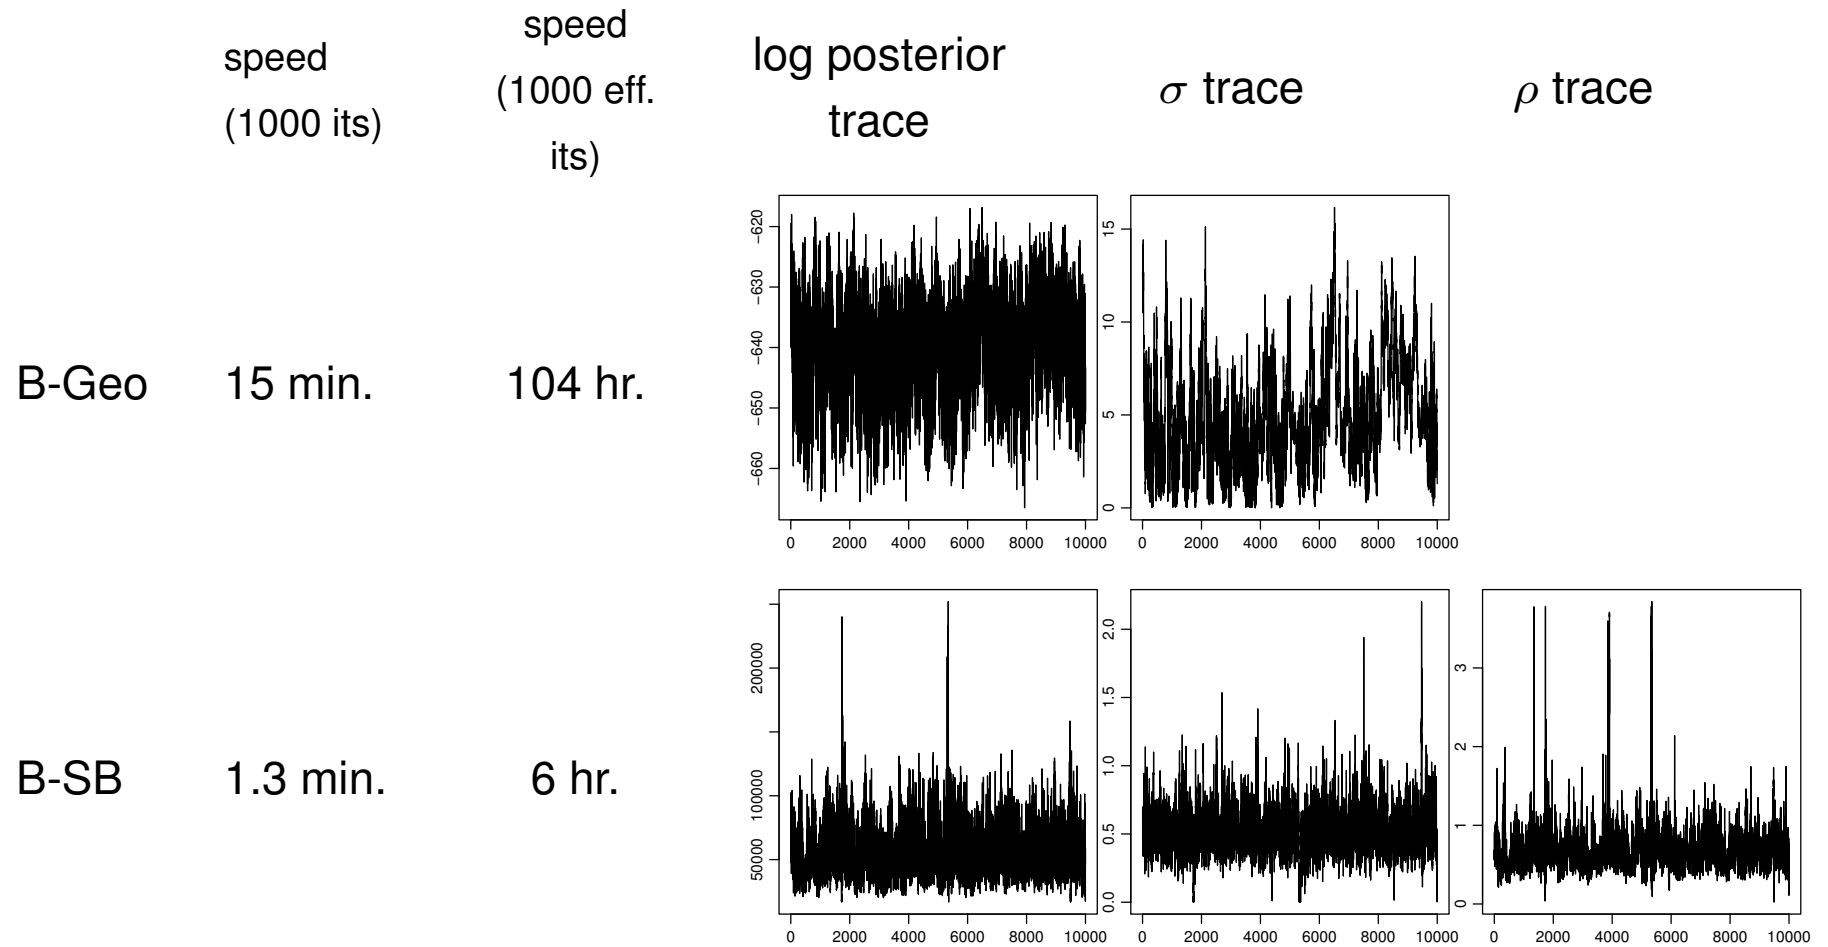 speed
(1000 its)
speed
(1000 eff.
its)
log posterior
trace
σ trace
ρ trace
B-Geo
15 min.
104 hr.
−620
−630
−640
−650
−660
0 2000 4000 6000 8000 10000
15
10
5
0
0 2000 4000 6000 8000 10000
B-SB
1.3 min.
6 hr.
200000
100000
50000
0 2000 4000 6000 8000 10000
2.0
1.5
1.0
0.5
0.0
0 2000 4000 6000 8000 10000
3
2
1
0
0 2000 4000 6000 8000 10000